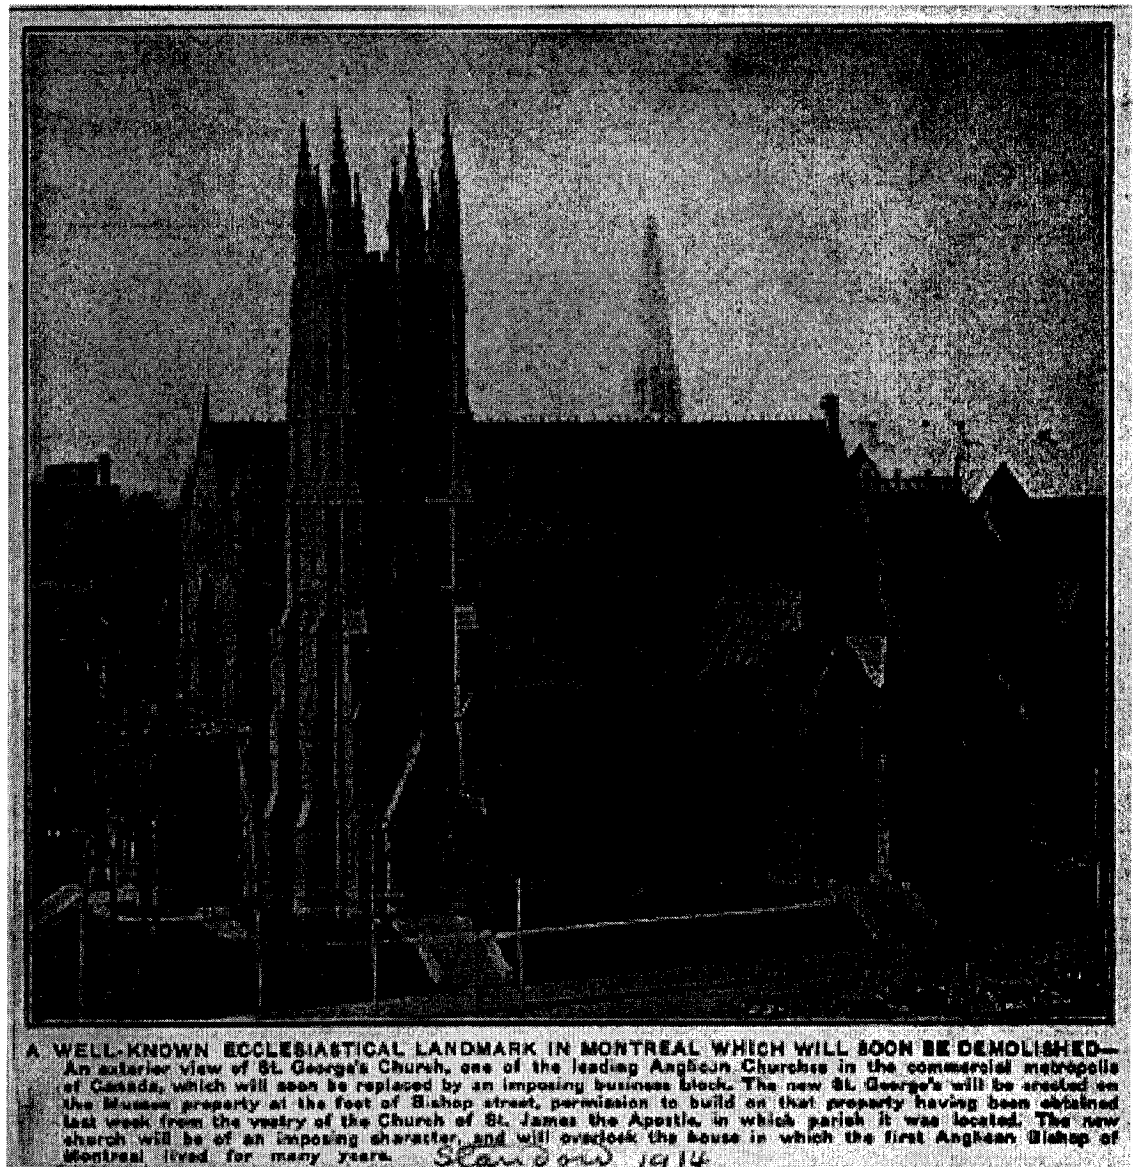 A WELL-KNOWN ECCLESIASTICAL LANDMARK IN MONTREAL WHICH WILL SOON BE DEMOLISHED—
An exterior view of St. George's Church, one of the leading Anglican Churches in the commercial metropolis
of Canada, which will soon be replaced by an imposing business block. The new St. George's will be erected on
the Mussen property at the foot of Bishop street, permission to build on that property having been obtained
last week from the vestry of the Church of St. James the Apostle, in which parish it was located. The new
church will be of an imposing character, and will overlook the house in which the first Anglican Bishop of
Montreal lived for many years.
1914